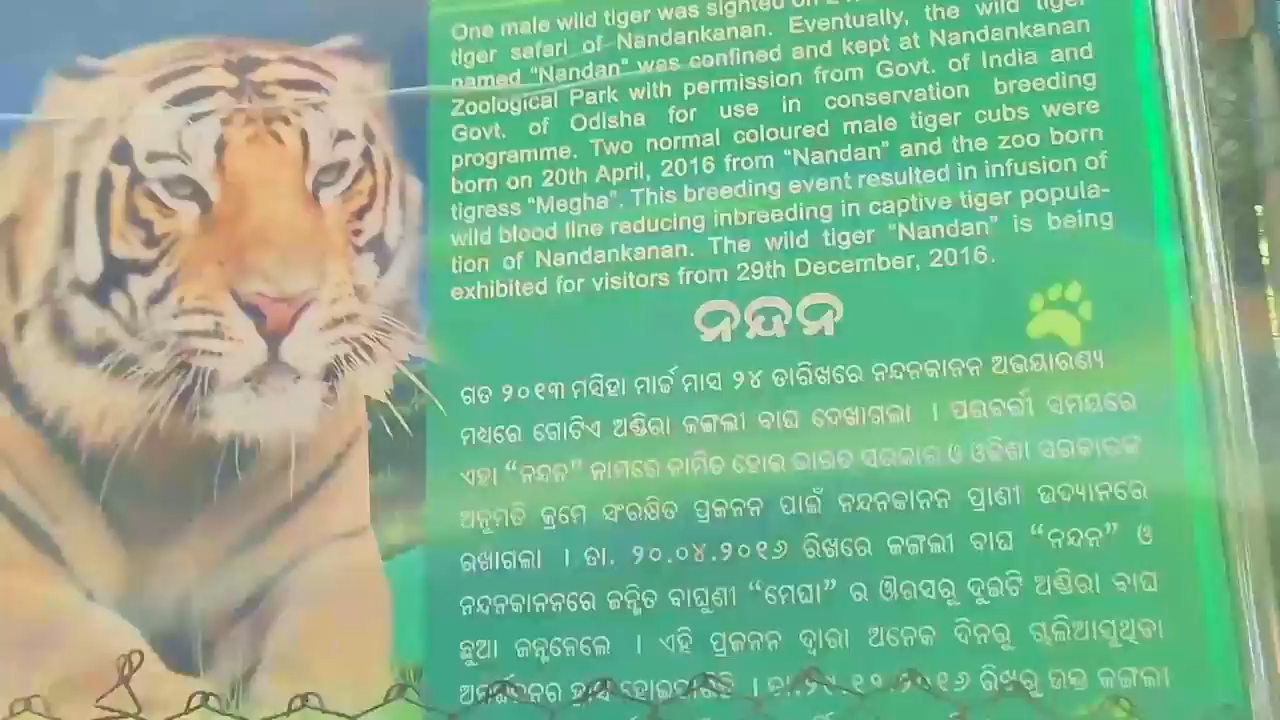 One male wild tiger was sighted on
tiger safari of Nandankanan. Eventually, the wild tiger
named "Nandan" was confined and kept at Nandankanan
Zoological Park with permission from Govt. of India and
Govt. of Odisha for use in conservation breeding
programme. Two normal coloured male tiger cubs were
born on 20th April, 2016 from "Nandan" and the zoo born
tigress "Megha". This breeding event resulted in infusion of
wild blood line reducing inbreeding in captive tiger popula-
tion of Nandankanan. The wild tiger "Nandan" is being
exhibited for visitors from 29th December, 2016.
ନନ୍ଦନ
ଗତ ୨୦୧୩ ମସିହା ମାର୍ଚ୍ଚ ମାସ ୨୪ ତାରିଖରେ ନନ୍ଦନକାନନ ଅଭୟାରଣ୍ୟ
ମଧ୍ୟରେ ଗୋଟିଏ ଅଣ୍ଡିରା ଜଙ୍ଗଲୀ ବାଘ ଦେଖାଗଲା । ପରବର୍ତ୍ତୀ ସମୟରେ
ଏହା “ନନ୍ଦନ” ନାମରେ ନାମିତ ହୋଇ ଭାରତ ସରକାର ଓ ଓଡିଶା ସରକାରଙ୍କ
ଅନୁମତି କ୍ରମେ ସଂରକ୍ଷିତ ପ୍ରଜନନ ପାଇଁ ନନ୍ଦନକାନନ ପ୍ରାଣୀ ଉଦ୍ୟାନରେ
ରଖାଗଲା । ତା. ୨୦.୦୪.୨୦୧୬ ରିଖରେ ଜଙ୍ଗଲୀ ବାଘ “ନନ୍ଦନ” ଓ
ନନ୍ଦନକାନନରେ ଜନ୍ମିତ ବାଘୁଣୀ “ମେଘା” ର ଔରସରୁ ଦୁଇଟି ଅଣ୍ଡିରା ବାଘ
ଛୁଆ ଜନ୍ମନେଲେ । ଏହି ପ୍ରଜନନ ଦ୍ୱାରା ଅନେକ ଦିନରୁ ଚାଲିଆସୁଥିବା
ହ୍ରାସ ହୋଇପାରିଛି । ତା.୨୯.୧୨.୨୦୧୬ ରିଖରୁ ଉକ୍ତ ଜଙ୍ଗଲୀ